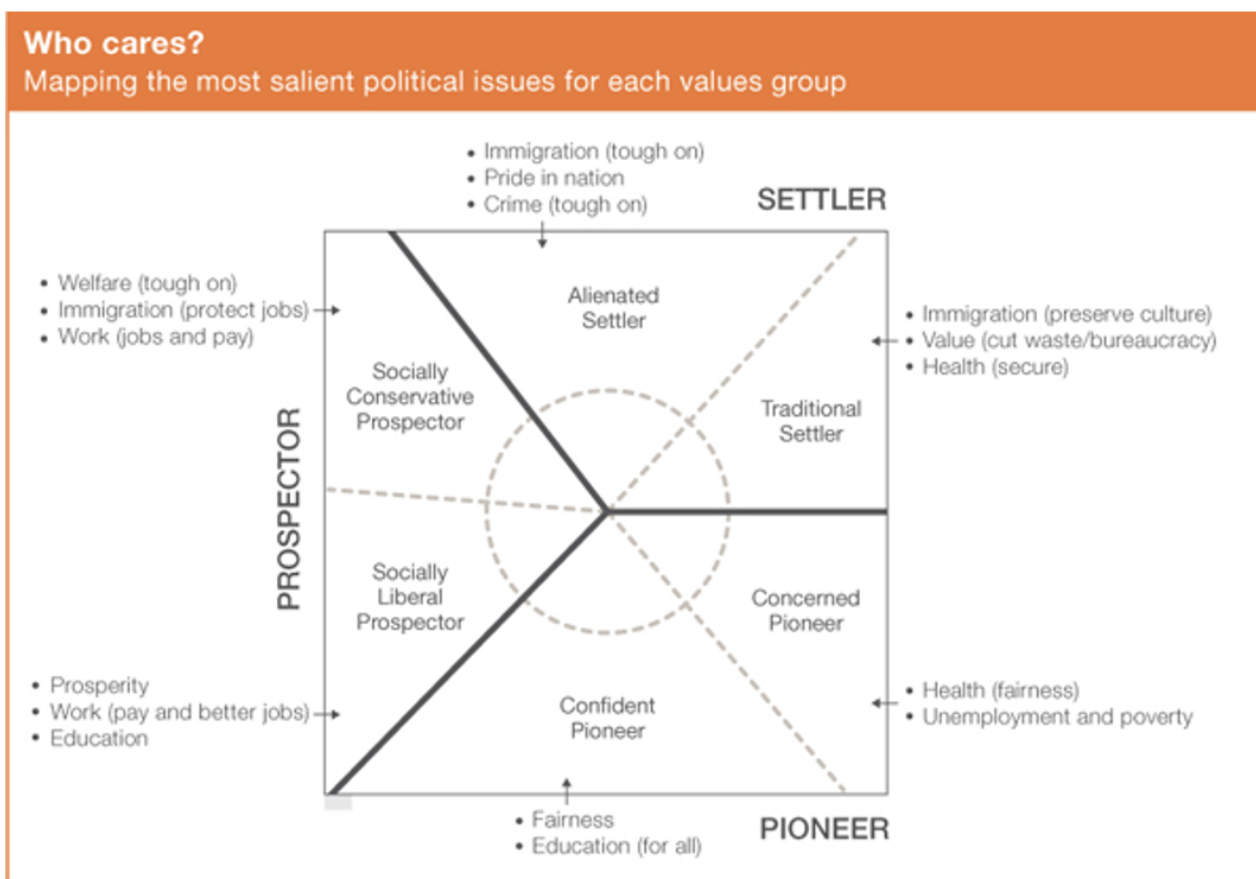 Who cares?
Mapping the most salient political issues for each values group
• Immigration (tough on)
• Pride in nation
• Crime (tough on)
SETTLER
• Welfare (tough on)
• Immigration (protect jobs)
• Work (jobs and pay)
Alienated
Settler
• Immigration (preserve culture)
• Value (cut waste/bureaucracy)
• Health (secure)
Socially
Conservative
Prospector
Traditional
Settler
PROSPECTOR
Socially
Liberal
Prospector
Concerned
Pioneer
• Prosperity
• Work (pay and better jobs)
• Education
Confident
Pioneer
• Health (fairness)
• Unemployment and poverty
• Fairness
• Education (for all)
PIONEER